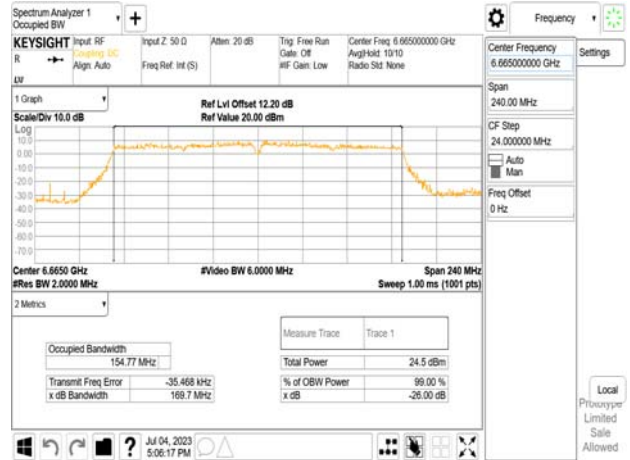 Spectrum Analyzer 1
Occupied BW
KEYSIGHT
R
LXI
Input: RF
Coupling: DC
Align: Auto
Input Z: 50 Ω
Freq Ref: Int (S)
Atten: 20 dB
Trig: Free Run
Gate: Off
#IF Gain: Low
Center Freq: 6.665000000 GHz
Avg|Hold: 10/10
Radio Std: None
1 Graph
Scale/Div 10.0 dB
Ref Lvl Offset 12.20 dB
Ref Value 20.00 dBm
Log
10.0
0.00
-10.0
-20.0
-30.0
-40.0
-50.0
-60.0
-70.0
Center 6.6650 GHz
#Res BW 2.0000 MHz
#Video BW 6.0000 MHz
Span 240 MHz
Sweep 1.00 ms (1001 pts)
2 Metrics
Measure Trace
Trace 1
Occupied Bandwidth
154.77 MHz
Total Power
24.5 dBm
Transmit Freq Error
-35.468 kHz
% of OBW Power
99.00 %
x dB Bandwidth
169.7 MHz
x dB
-26.00 dB
Jul 04, 2023
5:06:17 PM
Frequency
Settings
Center Frequency
6.665000000 GHz
Span
240.00 MHz
CF Step
24.000000 MHz
Auto
Man
Freq Offset
0 Hz
Local
Prototype
Limited
Sale
Allowed